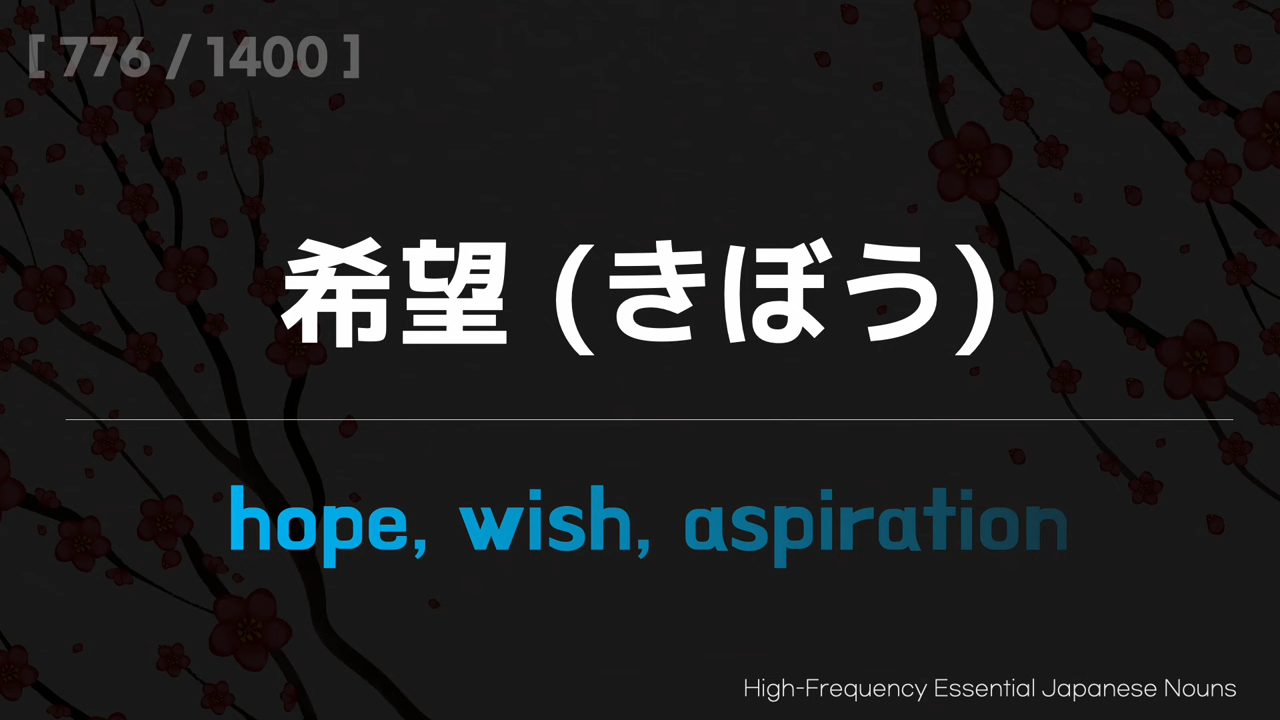 [ 776 / 1400 ]
希望 (きぼう)
hope, wish, aspiration
High-Frequency Essential Japanese Nouns